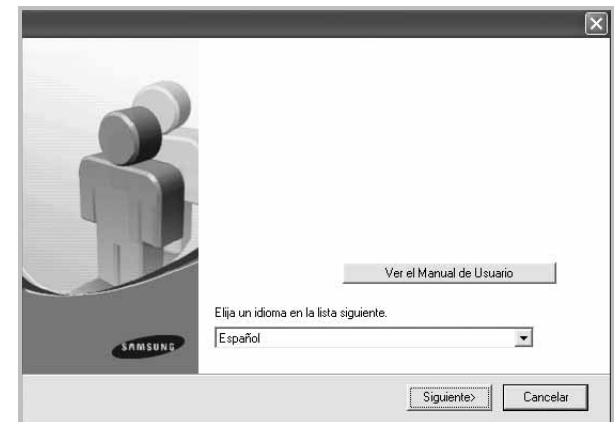 Ver el Manual de Usuario
Elija un idioma en la lista siguiente.
Español
SAMSUNG
Siguiente>
Cancelar